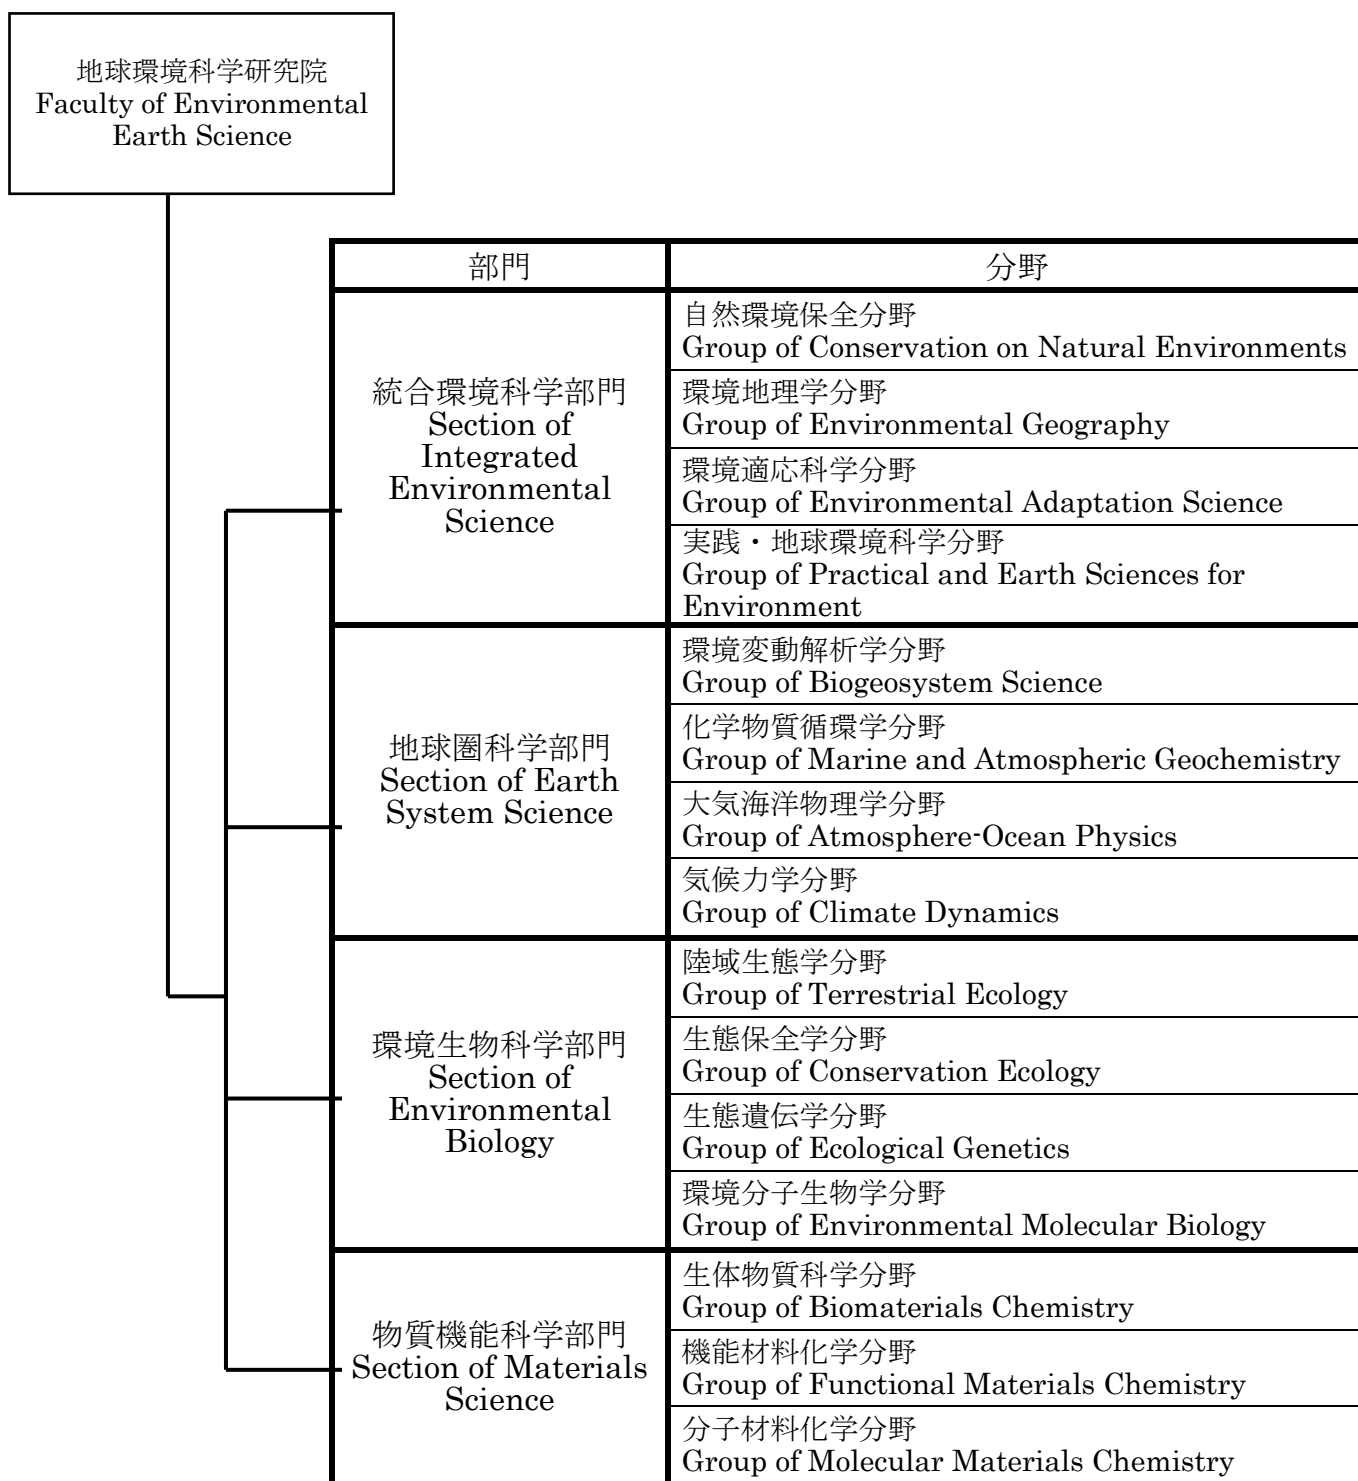 地球環境科学研究院
Faculty of Environmental
Earth Science
部門
分野
統合環境科学部門
Section of
Integrated
Environmental
Science
自然環境保全分野
Group of Conservation on Natural Environments
環境地理学分野
Group of Environmental Geography
環境適応科学分野
Group of Environmental Adaptation Science
実践・地球環境科学分野
Group of Practical and Earth Sciences for
Environment
地球圏科学部門
Section of Earth
System Science
環境変動解析学分野
Group of Biogeosystem Science
化学物質循環学分野
Group of Marine and Atmospheric Geochemistry
大気海洋物理学分野
Group of Atmosphere-Ocean Physics
気候力学分野
Group of Climate Dynamics
環境生物科学部門
Section of
Environmental
Biology
陸域生態学分野
Group of Terrestrial Ecology
生態保全学分野
Group of Conservation Ecology
生態遺伝学分野
Group of Ecological Genetics
環境分子生物学分野
Group of Environmental Molecular Biology
物質機能科学部門
Section of Materials
Science
生体物質科学分野
Group of Biomaterials Chemistry
機能材料化学分野
Group of Functional Materials Chemistry
分子材料化学分野
Group of Molecular Materials Chemistry